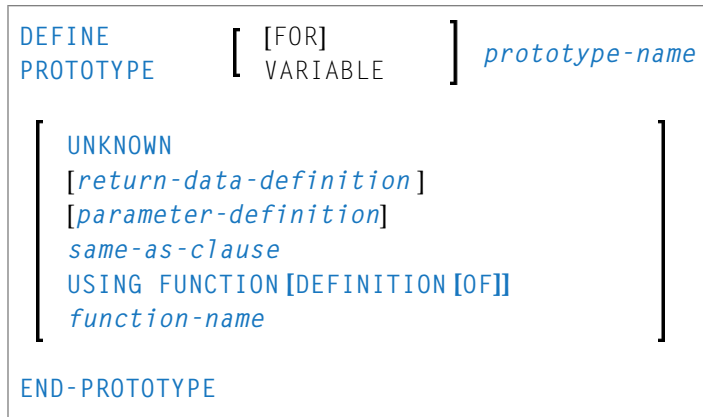 DEFINE [FOR]
PROTOTYPE VARIABLE prototype-name
UNKNOWN
[return-data-definition]
[parameter-definition]
same-as-clause
USING FUNCTION [DEFINITION [OF]]
function-name
END-PROTOTYPE